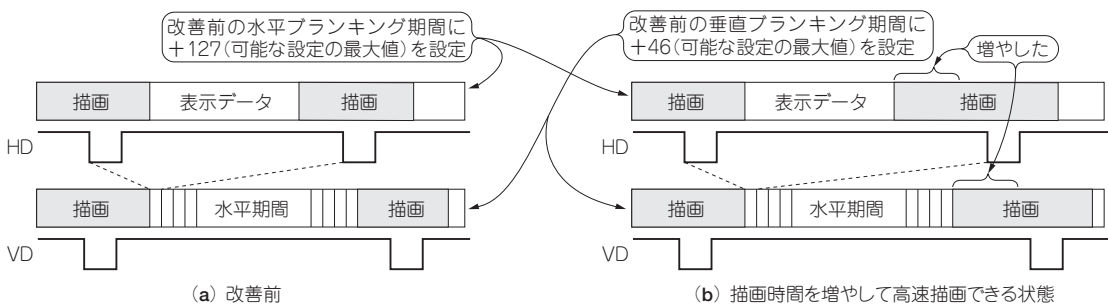 改善前の水平ブランキング期間に
＋127(可能な設定の最大値)を設定
改善前の垂直ブランキング期間に
＋46(可能な設定の最大値)を設定
増やした
描画
表示データ
描画
HD
描画
水平期間
描画
VD
(a) 改善前
描画
表示データ
描画
HD
描画
水平期間
描画
VD
(b) 描画時間を増やして高速描画できる状態